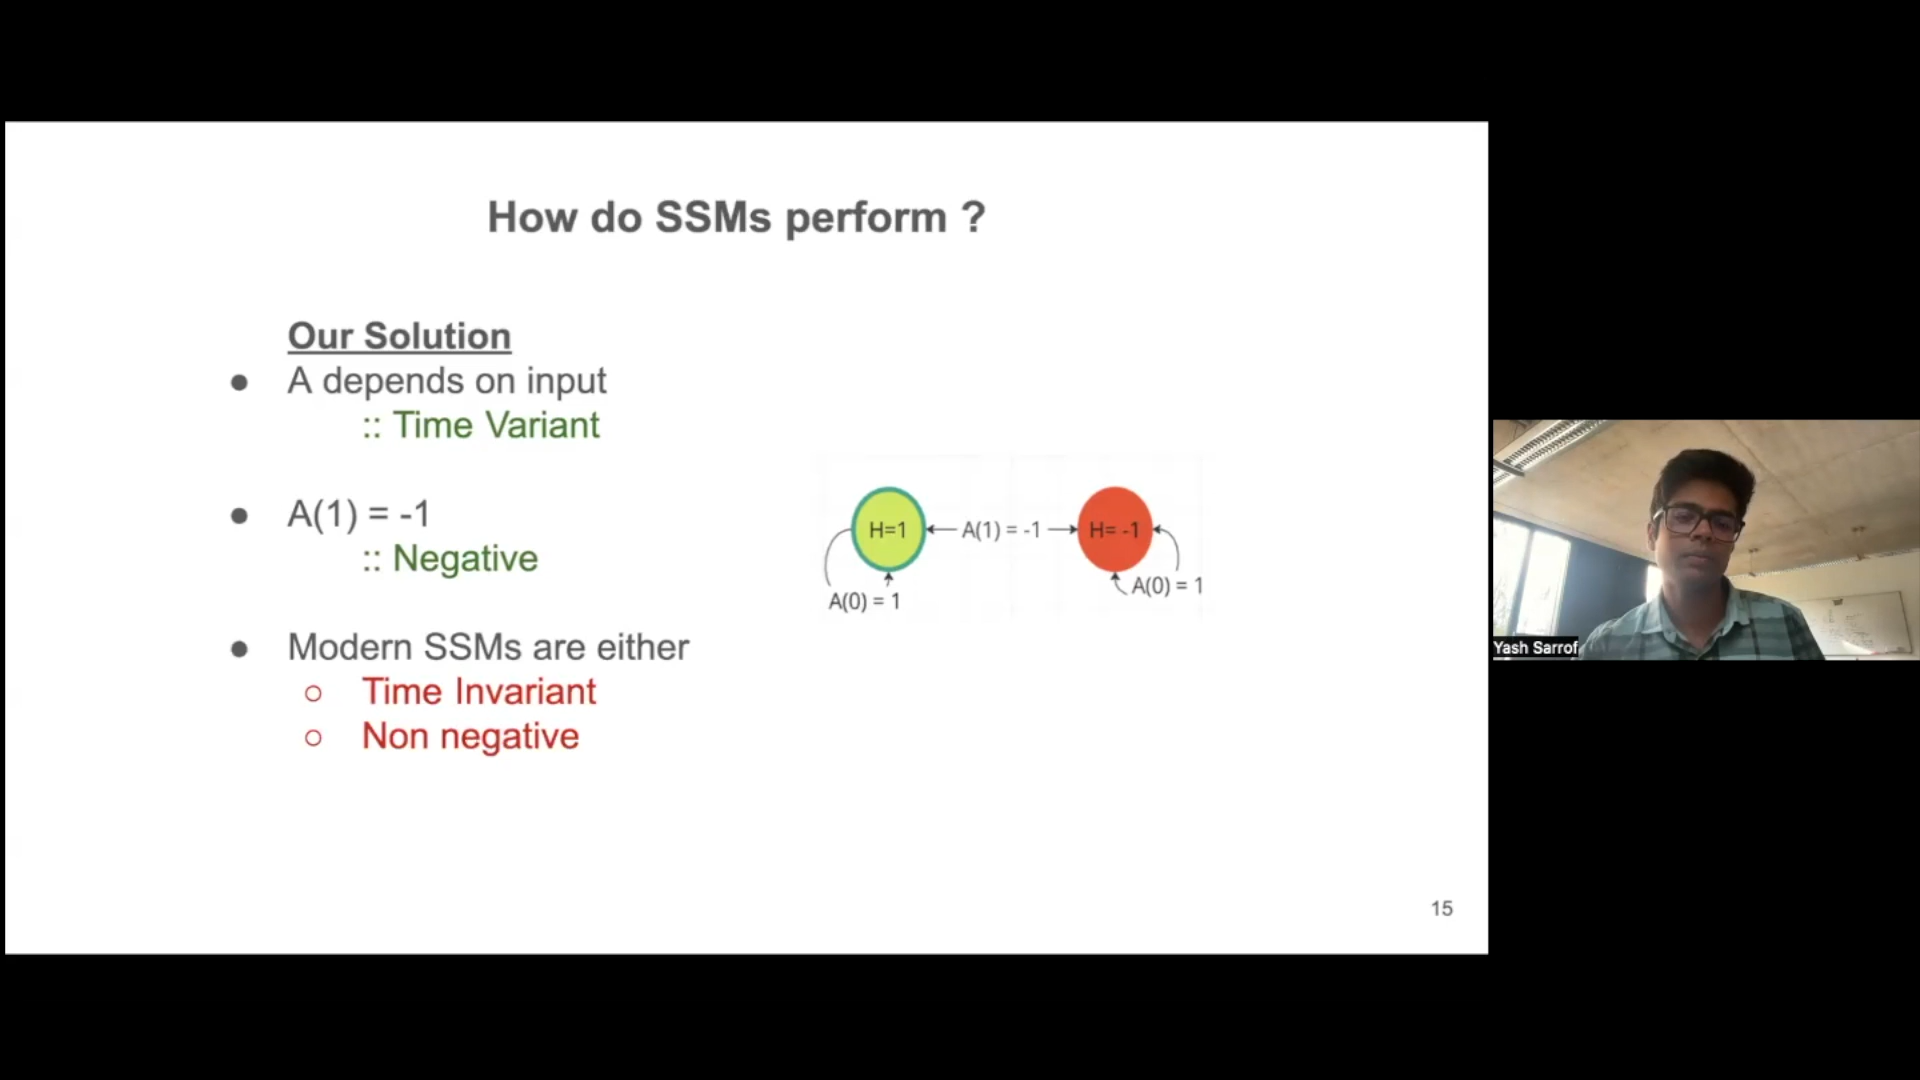 How do SSMs perform ?
Our Solution
● A depends on input
:: Time Variant
● A(1) = -1
:: Negative
● Modern SSMs are either
○ Time Invariant
○ Non negative
H=1
A(1) = -1
H= -1
A(0) = 1
A(0) = 1
15
Yash Sarrof